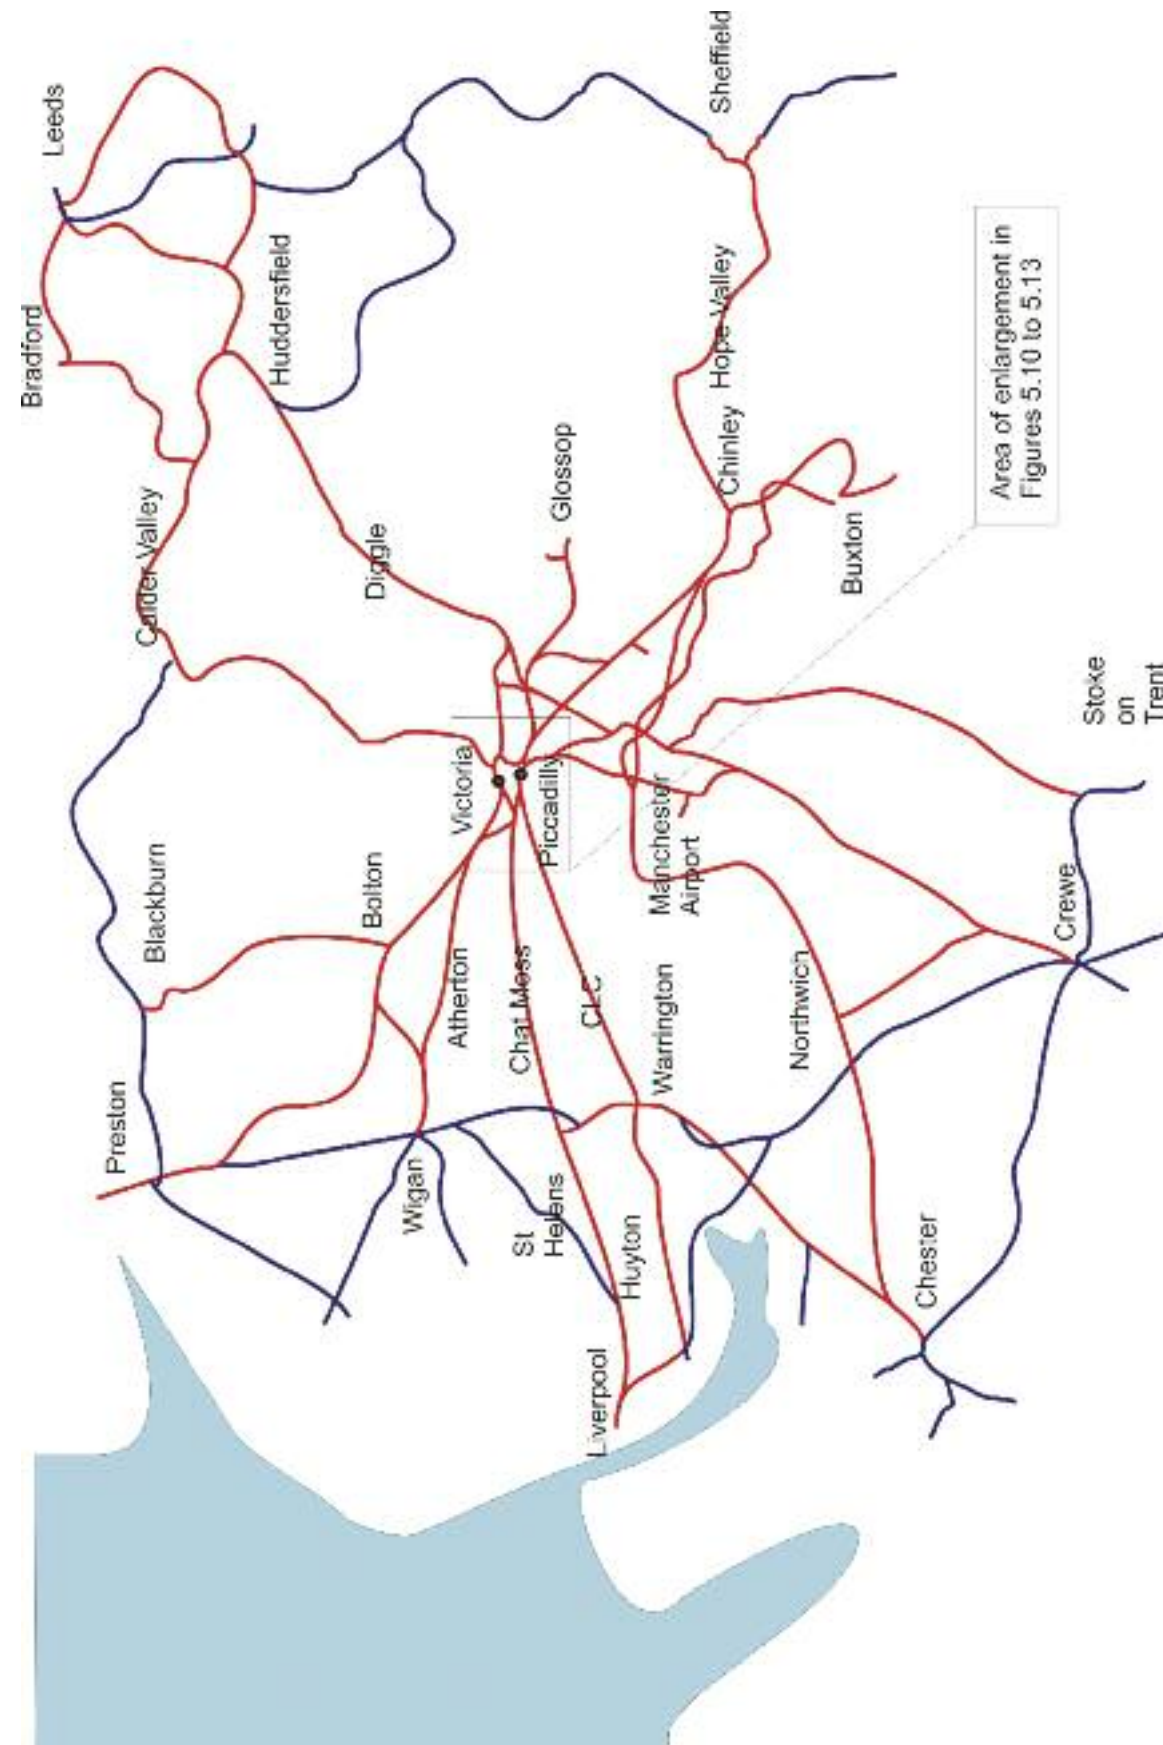 Leeds
Bradford
Calder Valley
Huddersfield
Sheffield
Hope Valley
Glossop
Chinley
Diggle
Buxton
Area of enlargement in
Figures 5.10 to 5.13
Preston
Blackburn
Bolton
Victoria
Piccadilly
Manchester
Airport
Stoke
on
Trent
Wigan
Atherton
Chat Moss
CLC
Warrington
Northwich
Crewe
St
Helens
Huyton
Liverpool
Chester